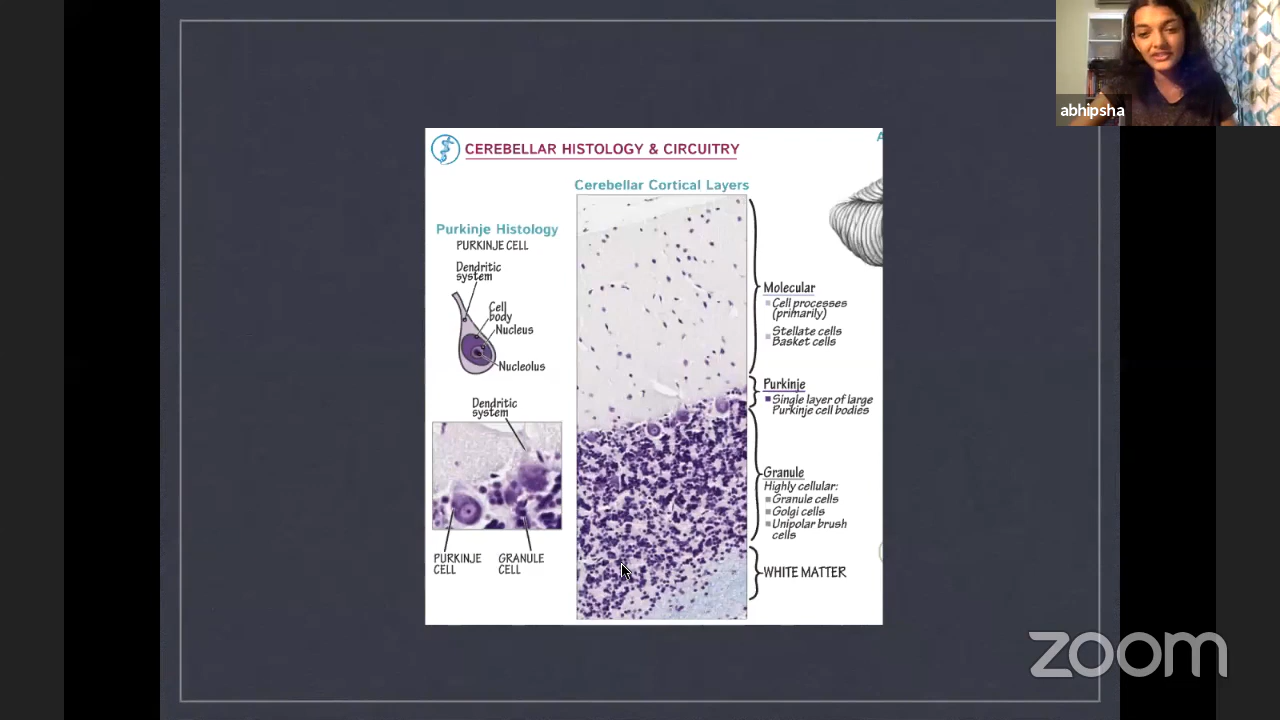 abhipsha
A
CEREBELLAR HISTOLOGY & CIRCUITRY
Cerebellar Cortical Layers
Purkinje Histology
PURKINJE CELL
Dendritic
system
Cell
body
Nucleus
Nucleolus
Dendritic
system
PURKINJE
CELL
GRANULE
CELL
Molecular
Cell processes
(primarily)
Stellate cells
Basket cells
Purkinje
Single layer of large
Purkinje cell bodies
Granule
Highly cellular:
Granule cells
Golgi cells
Unipolar brush
cells
WHITE MATTER
zoom